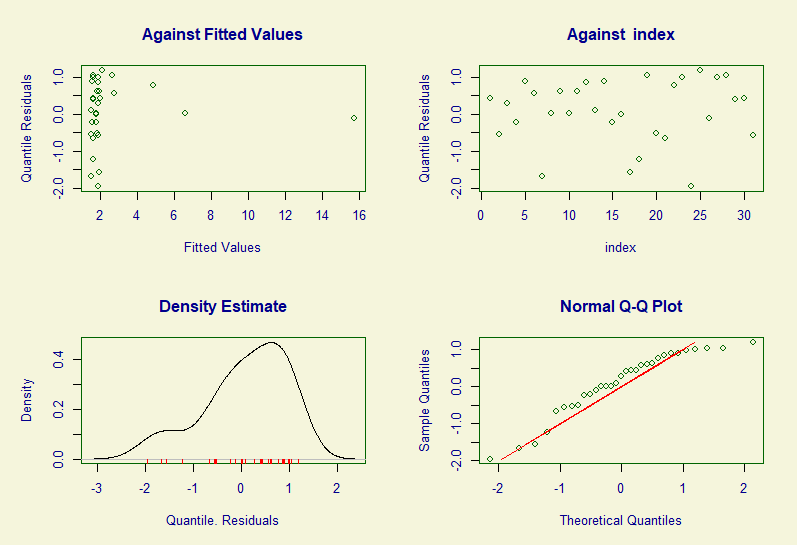 Against Fitted Values
Quantile Residuals
-2.0 -1.0 0.0 1.0
2 4 6 8 10 12 14 16
Fitted Values
Against index
Quantile Residuals
-2.0 -1.0 0.0 1.0
0 5 10 15 20 25 30
index
Density Estimate
Density
0.0 0.2 0.4
-3 -2 -1 0 1 2
Quantile. Residuals
Normal Q-Q Plot
Sample Quantiles
-2.0 -1.0 0.0 1.0
-2 -1 0 1 2
Theoretical Quantiles